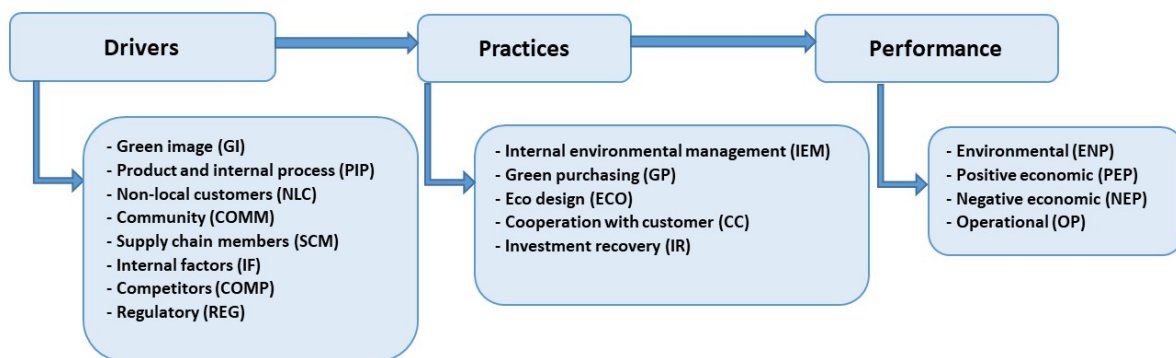 Drivers
Practices
Performance
- Green image (GI)
- Product and internal process (PIP)
- Non-local customers (NLC)
- Community (COMM)
- Supply chain members (SCM)
- Internal factors (IF)
- Competitors (COMP)
- Regulatory (REG)
- Internal environmental management (IEM)
- Green purchasing (GP)
- Eco design (ECO)
- Cooperation with customer (CC)
- Investment recovery (IR)
- Environmental (ENP)
- Positive economic (PEP)
- Negative economic (NEP)
- Operational (OP)